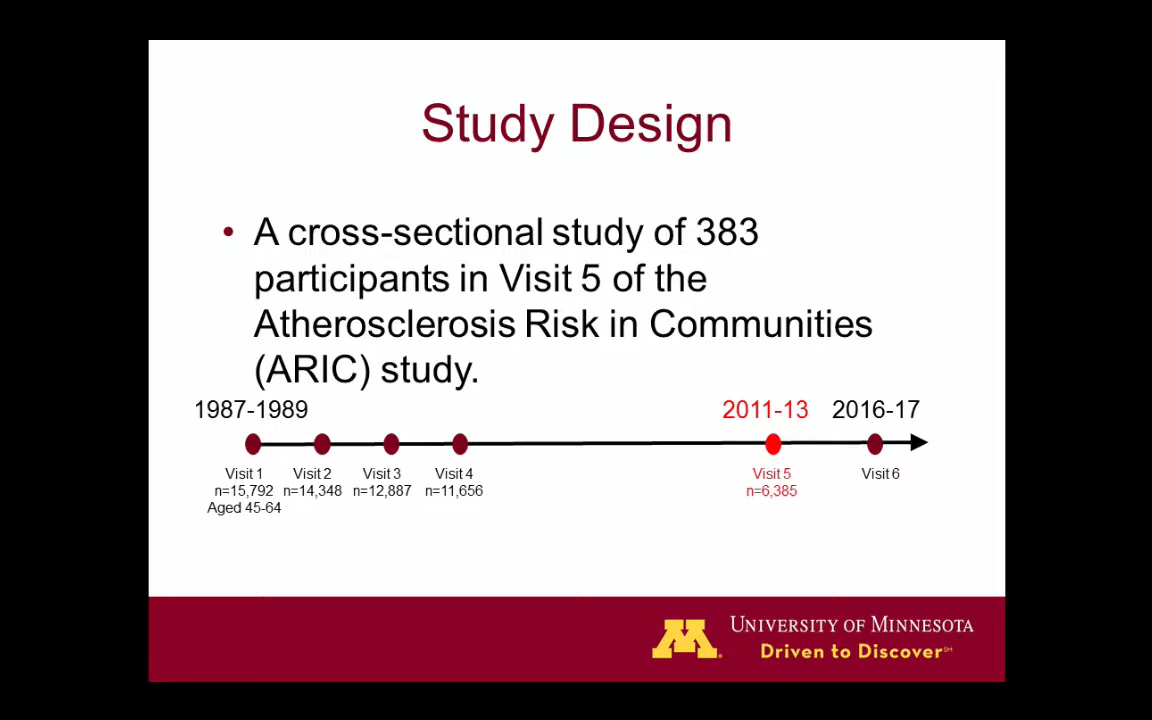 Study Design
• A cross-sectional study of 383
participants in Visit 5 of the
Atherosclerosis Risk in Communities
(ARIC) study.
1987-1989 2011-13 2016-17
Visit 1 Visit 2 Visit 3 Visit 4 Visit 5 Visit 6
n=15,792 n=14,348 n=12,887 n=11,656 n=6,385
Aged 45-64
UNIVERSITY OF MINNESOTA
Driven to Discover℠